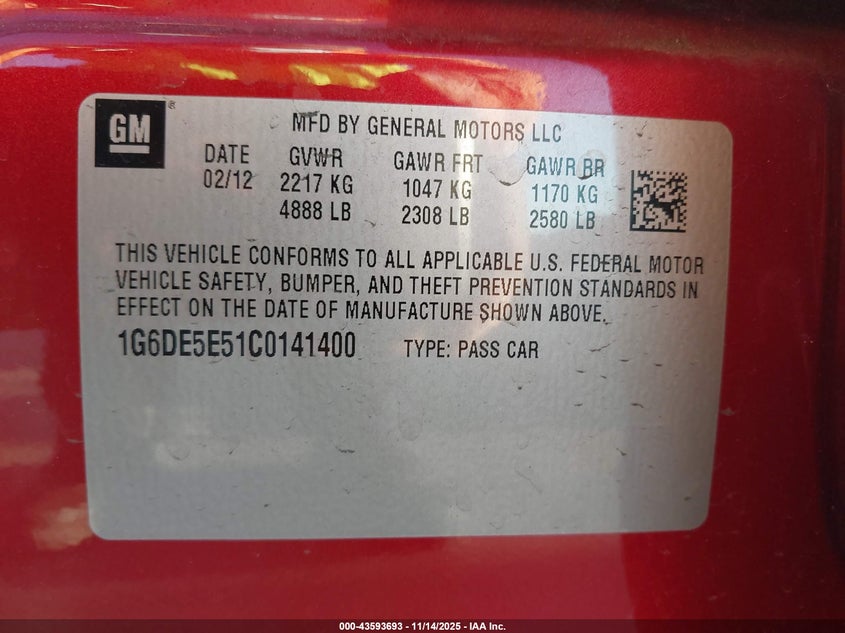 GM
MFD BY GENERAL MOTORS LLC
DATE GVWR GAWR FRT GAWR RR
02/12 2217 KG 1047 KG 1170 KG
4888 LB 2308 LB 2580 LB
THIS VEHICLE CONFORMS TO ALL APPLICABLE U.S. FEDERAL MOTOR
VEHICLE SAFETY, BUMPER, AND THEFT PREVENTION STANDARDS IN
EFFECT ON THE DATE OF MANUFACTURE SHOWN ABOVE.
1G6DE5E51C0141400 TYPE: PASS CAR
000-43593693 - 11/14/2025 - IAA Inc.